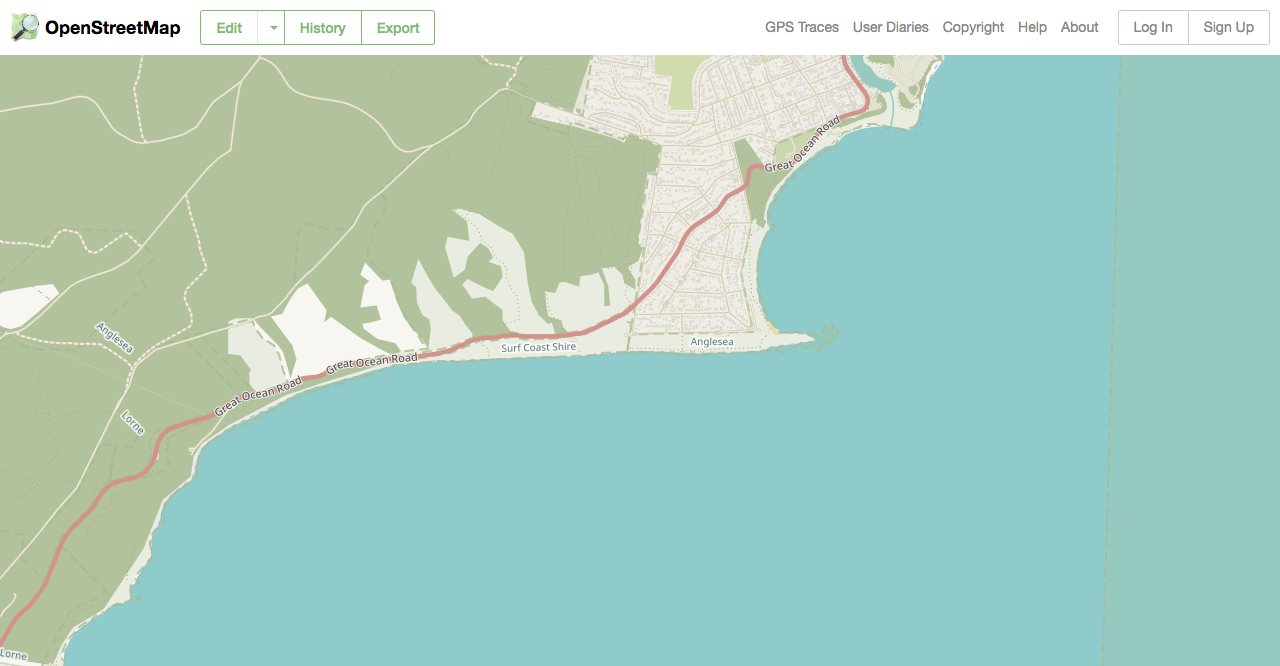 OpenStreetMap
Edit
History
Export
GPS Traces
User Diaries
Copyright
Help
About
Log In
Sign Up
Great Ocean Road
Anglesea
Surf Coast Shire
Anglesea
Great Ocean Road
Great Ocean Road
Lorne
Lorne